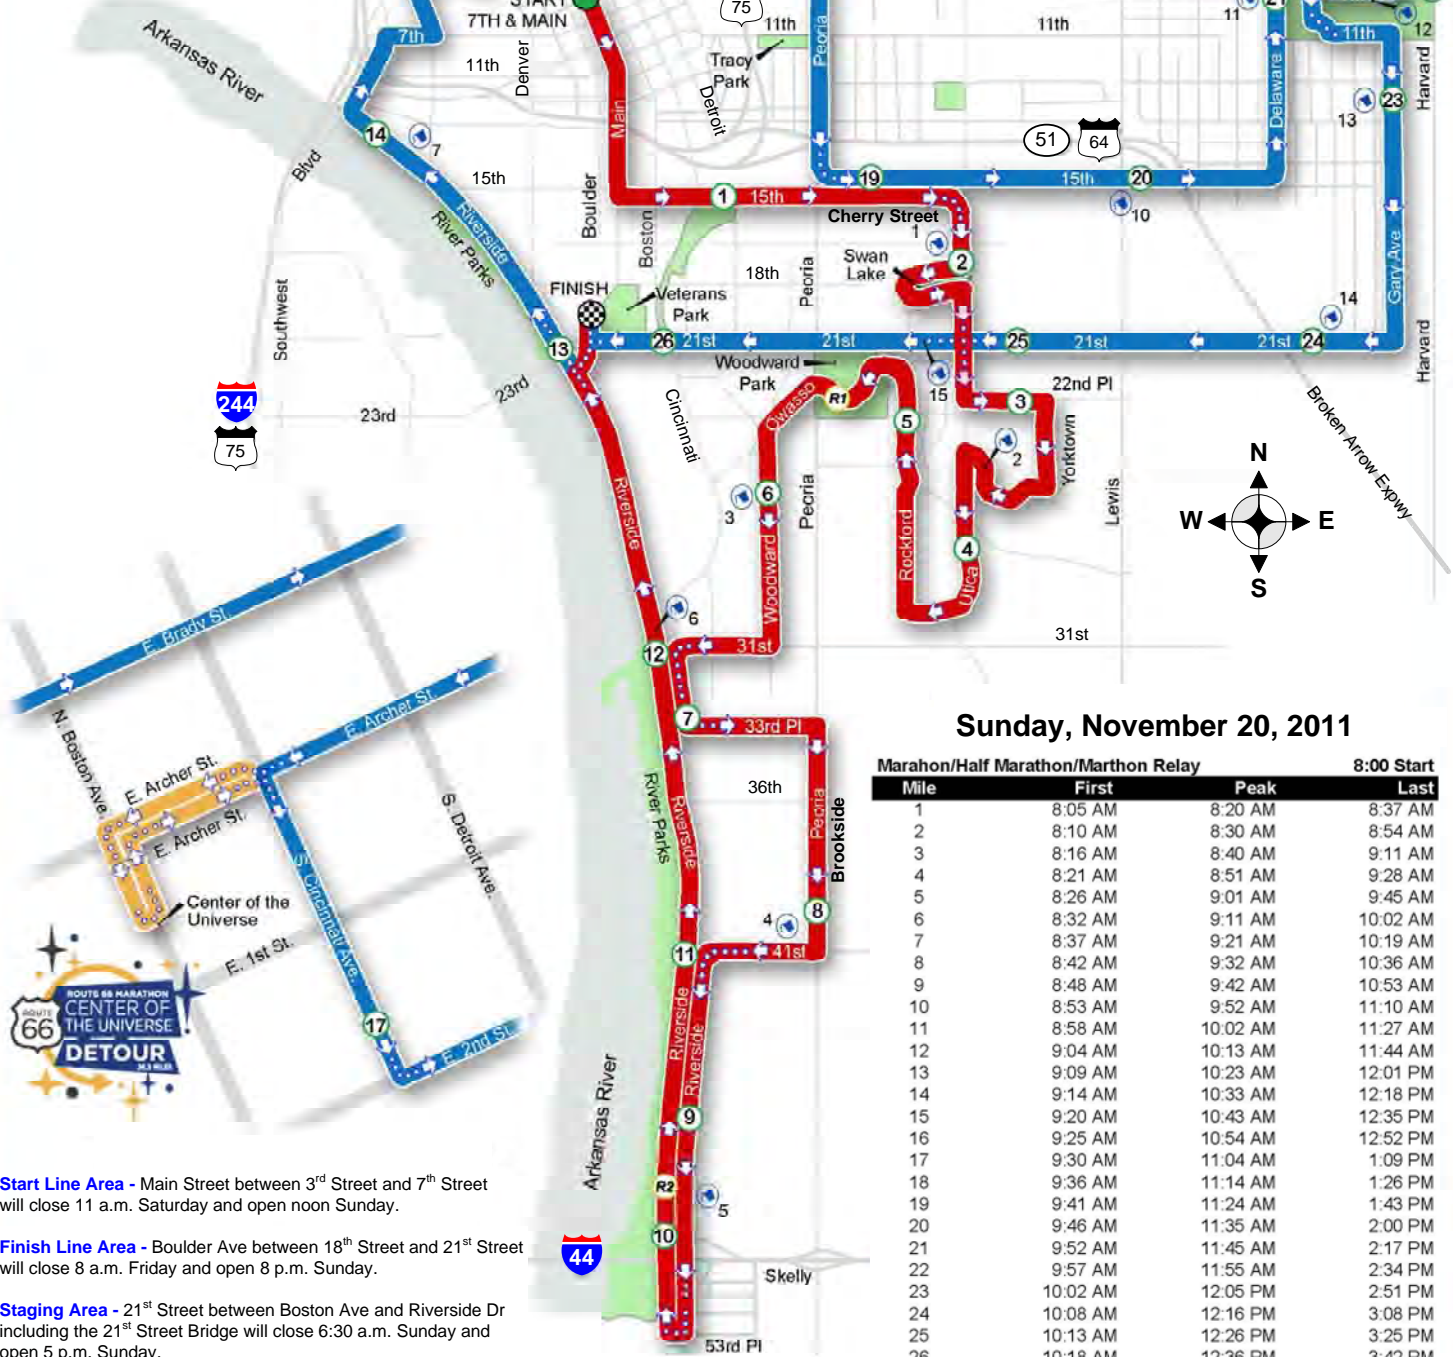 START
7TH & MAIN
75
11th
Peoria
11th
11
21
12
11th
7th
Arkansas River
11th
Denver
Tracy
Park
Detroit
Main
Delaware
13
23
Harvard
14
7
51
64
Blvd
15th
Boulder
1
15th
19
15th
20
10
Cherry Street
Riverside
River Parks
Boston
1
2
Swan
Lake
18th
Peoria
Gary Ave
Southwest
FINISH
Veterans
Park
14
13
26
21st
21st
25
21st
21st
24
Harvard
Woodward
Park
15
22nd Pl
244
75
23rd
23rd
Cincinnati
Owasso
R1
5
3
2
Yorktown
Broken Arrow Expwy
N
W
E
S
Riverside
3
6
Peoria
Lewis
Woodward
Rockford
4
Utica
6
12
31st
31st
E. Brady St.
E. Archer St.
N. Boston Ave.
E. Archer St.
E. Archer St.
S. Detroit Ave.
S. Cincinnati Ave.
Center of the
Universe
E. 1st St.
17
E. 2nd St.
ROUTE
66
ROUTE 66 MARATHON
CENTER OF
THE UNIVERSE
DETOUR
26.3 MILES
7
33rd Pl
36th
River Parks
Riverside
Peoria
Brookside
4
8
11
41st
Riverside
Riverside
Arkansas River
9
R2
5
10
44
Skelly
53rd Pl
Start Line Area - Main Street between 3rd Street and 7th Street
will close 11 a.m. Saturday and open noon Sunday.
Finish Line Area - Boulder Ave between 18th Street and 21st Street
will close 8 a.m. Friday and open 8 p.m. Sunday.
Staging Area - 21st Street between Boston Ave and Riverside Dr
including the 21st Street Bridge will close 6:30 a.m. Sunday and
open 5 p.m. Sunday.
Sunday, November 20, 2011
Marahon/Half Marathon/Marthon Relay 8:00 Start
Mile First Peak Last
1 8:05 AM 8:20 AM 8:37 AM
2 8:10 AM 8:30 AM 8:54 AM
3 8:16 AM 8:40 AM 9:11 AM
4 8:21 AM 8:51 AM 9:28 AM
5 8:26 AM 9:01 AM 9:45 AM
6 8:32 AM 9:11 AM 10:02 AM
7 8:37 AM 9:21 AM 10:19 AM
8 8:42 AM 9:32 AM 10:36 AM
9 8:48 AM 9:42 AM 10:53 AM
10 8:53 AM 9:52 AM 11:10 AM
11 8:58 AM 10:02 AM 11:27 AM
12 9:04 AM 10:13 AM 11:44 AM
13 9:09 AM 10:23 AM 12:01 PM
14 9:14 AM 10:33 AM 12:18 PM
15 9:20 AM 10:43 AM 12:35 PM
16 9:25 AM 10:54 AM 12:52 PM
17 9:30 AM 11:04 AM 1:09 PM
18 9:36 AM 11:14 AM 1:26 PM
19 9:41 AM 11:24 AM 1:43 PM
20 9:46 AM 11:35 AM 2:00 PM
21 9:52 AM 11:45 AM 2:17 PM
22 9:57 AM 11:55 AM 2:34 PM
23 10:02 AM 12:05 PM 2:51 PM
24 10:08 AM 12:16 PM 3:08 PM
25 10:13 AM 12:26 PM 3:25 PM
26 10:18 AM 12:36 PM 3:42 PM